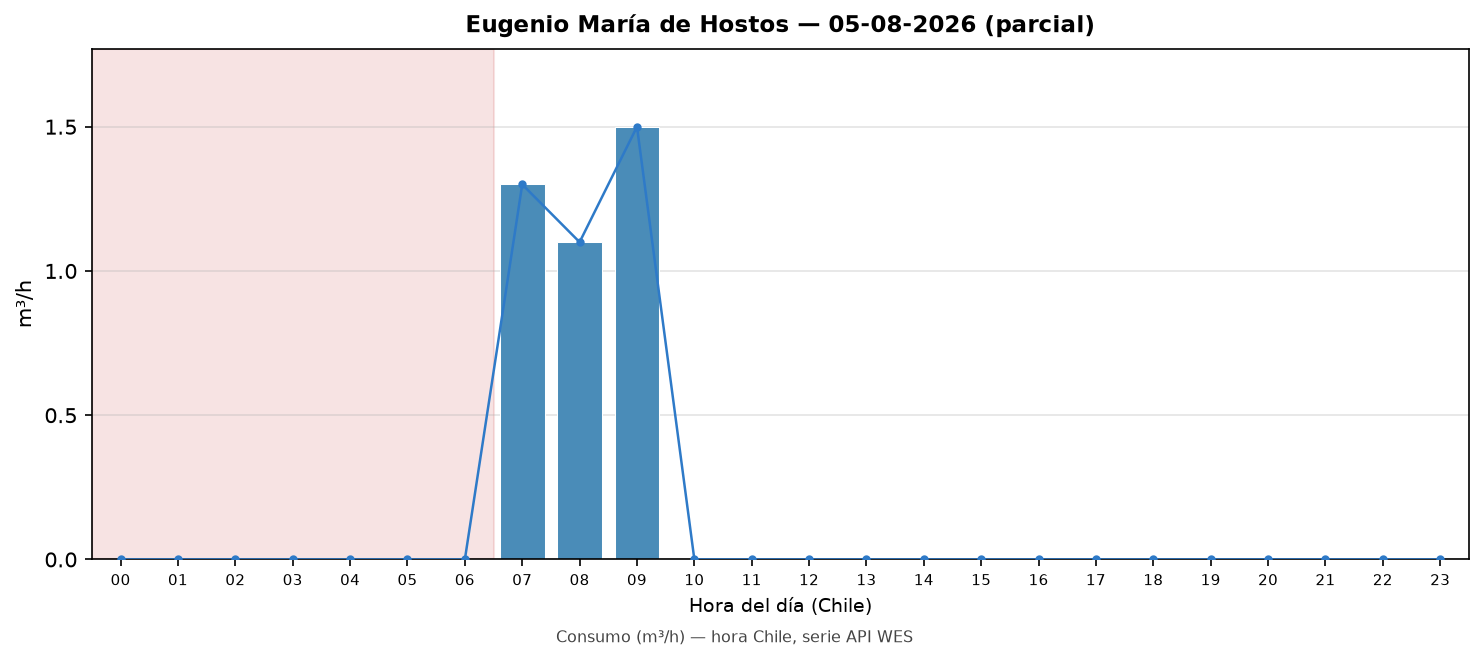 Eugenio María de Hostos — 05-08-2026 (parcial)
m³/h
1.5
1.0
0.5
0.0
00 01 02 03 04 05 06 07 08 09 10 11 12 13 14 15 16 17 18 19 20 21 22 23
Hora del día (Chile)
Consumo (m³/h) — hora Chile, serie API WES